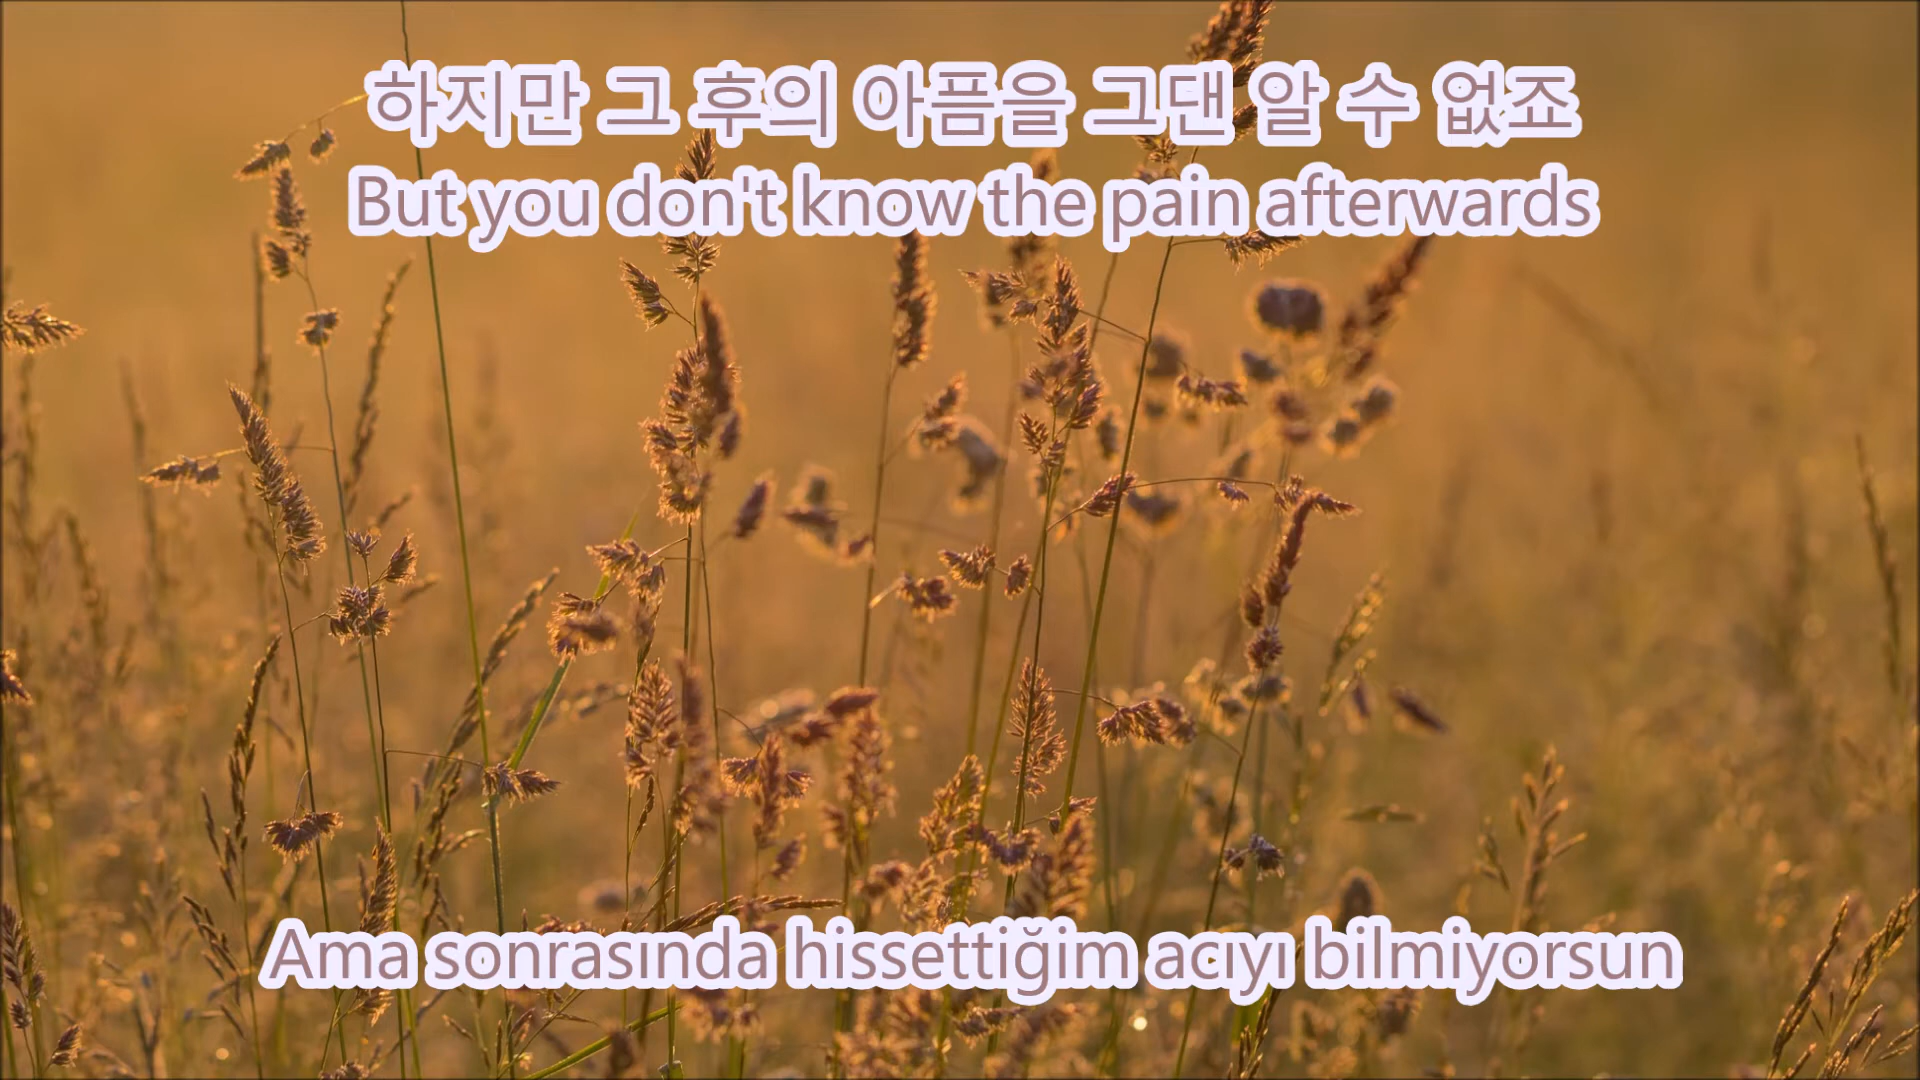 하지만 그 후의 아픔을 그댄 알 수 없죠
But you don't know the pain afterwards
Ama sonrasında hissettiğim acıyı bilmiyorsun